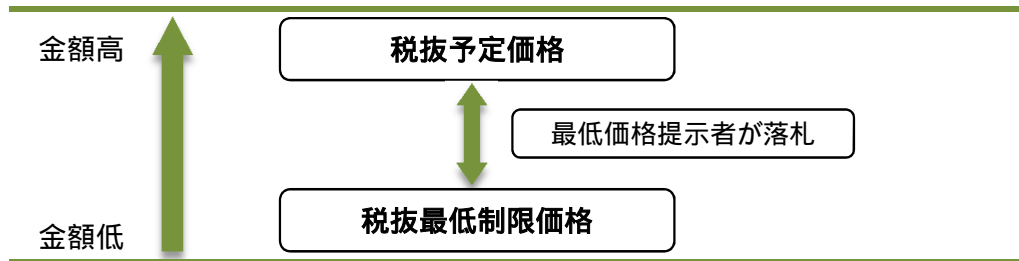 金額高
税抜予定価格
最低価格提示者が落札
税抜最低制限価格
金額低